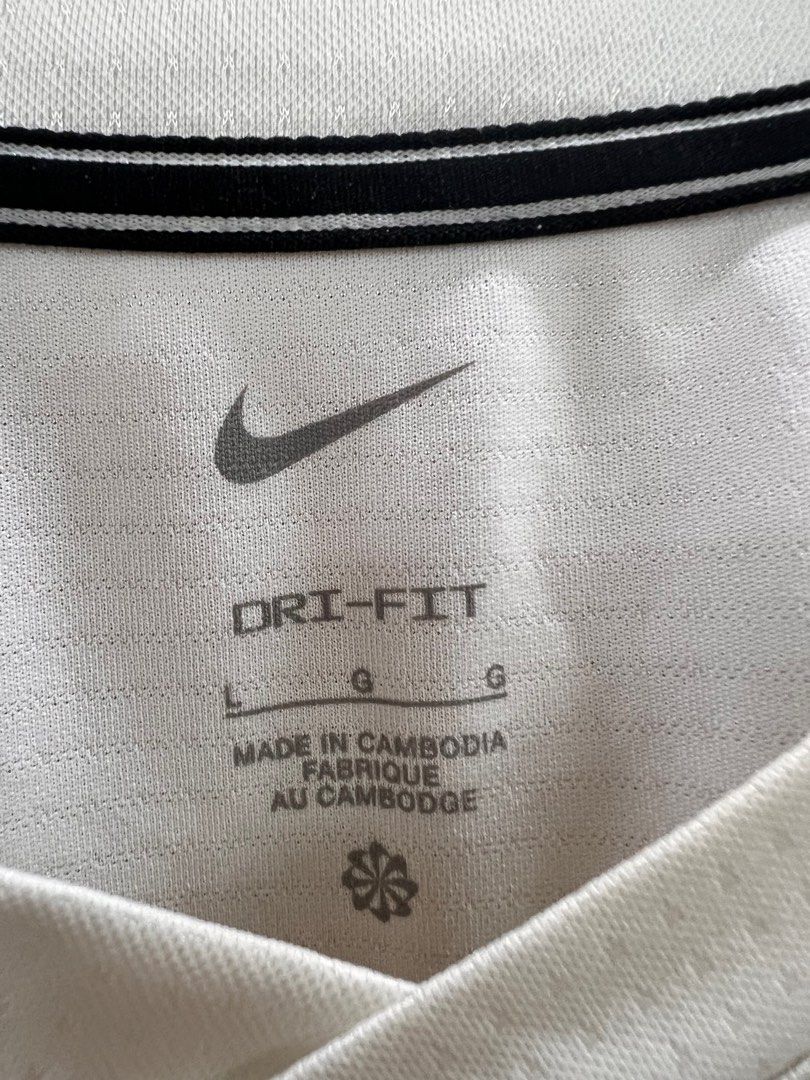 DRI-FIT
L G G
MADE IN CAMBODIA
FABRIQUE
AU CAMBODGE